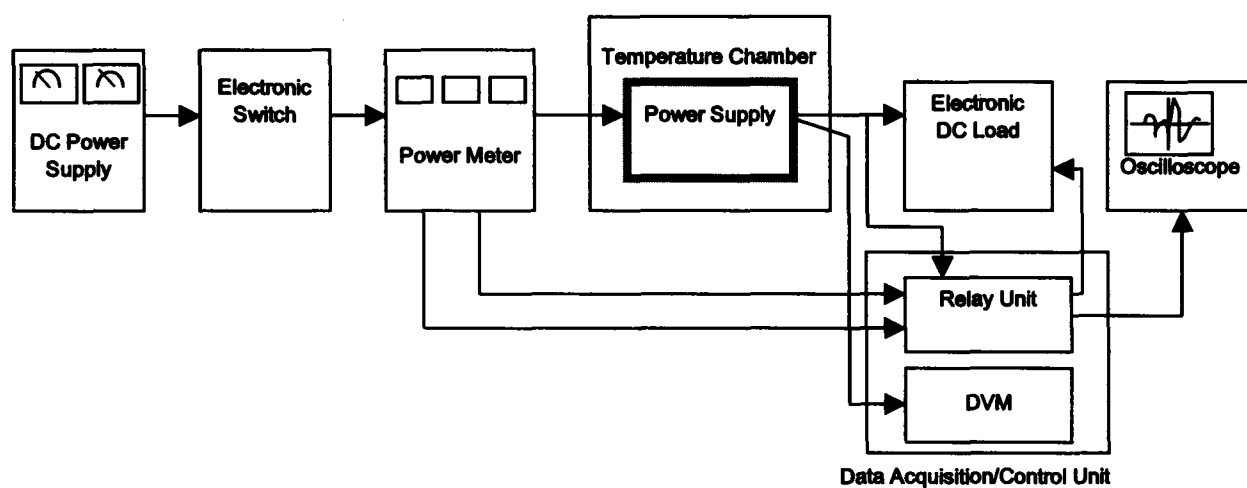 DC Power
Supply
Electronic
Switch
Power Meter
Temperature Chamber
Power Supply
Electronic
DC Load
Oscilloscope
Relay Unit
DVM
Data Acquisition/Control Unit